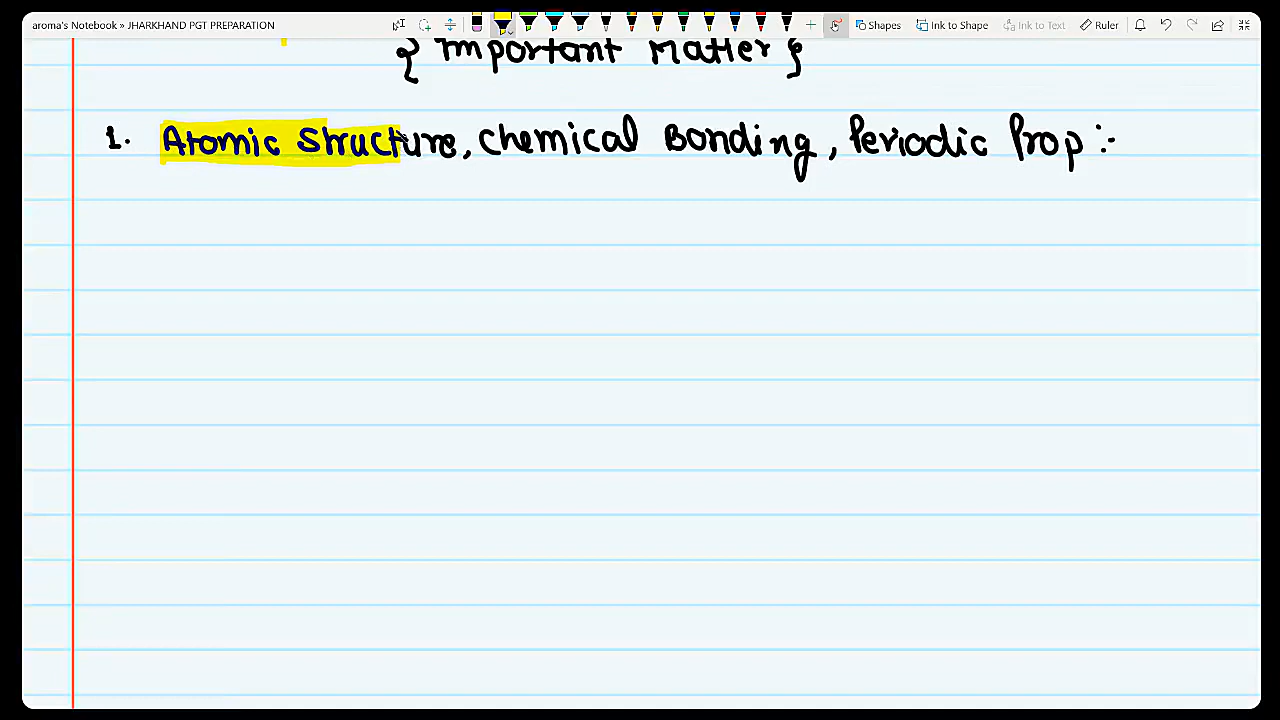 aroma's Notebook » JHARKHAND PGT PREPARATION Shapes Ink to Shape Ink to Text Ruler
{ Important Matter }
1. Atomic Structure, Chemical Bonding, Periodic Prop :-